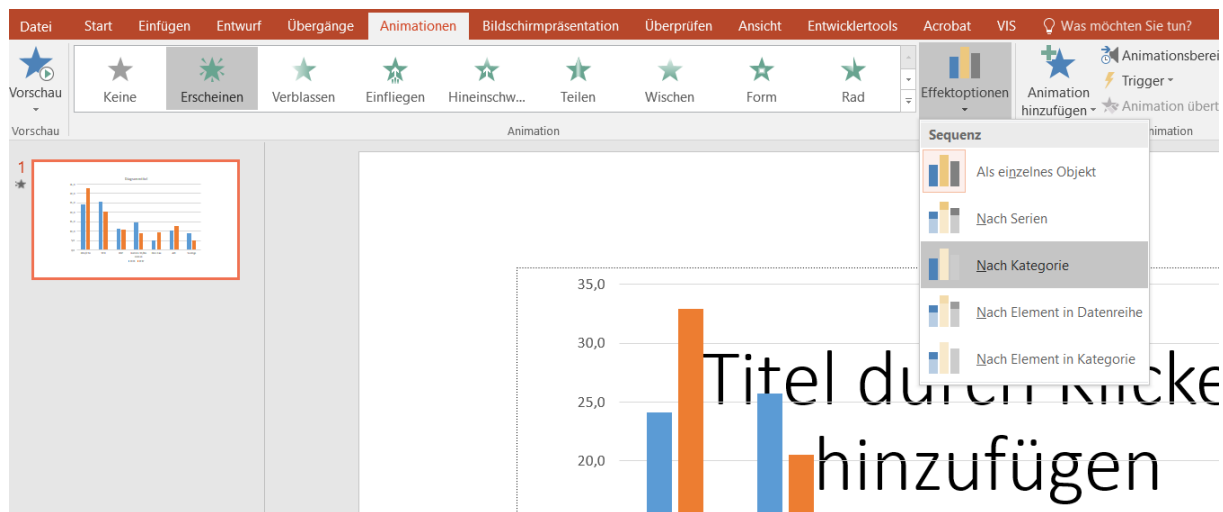 Datei Start Einfügen Entwurf Übergänge Animationen Bildschirmpräsentation Überprüfen Ansicht Entwicklertools Acrobat VIS Was möchten Sie tun?
Vorschau
Keine Erscheinen Verblassen Einfliegen Hineinschw... Teilen Wischen Form Rad
Effektoptionen
Animation
hinzufügen
Animationsberei
Trigger
Animation übert
Vorschau Animation nimation
Sequenz
Als einzelnes Objekt
Nach Serien
Nach Kategorie
Nach Element in Datenreihe
Nach Element in Kategorie
1
35,0
30,0
25,0
20,0
Titel durch Klicke
hinzufügen